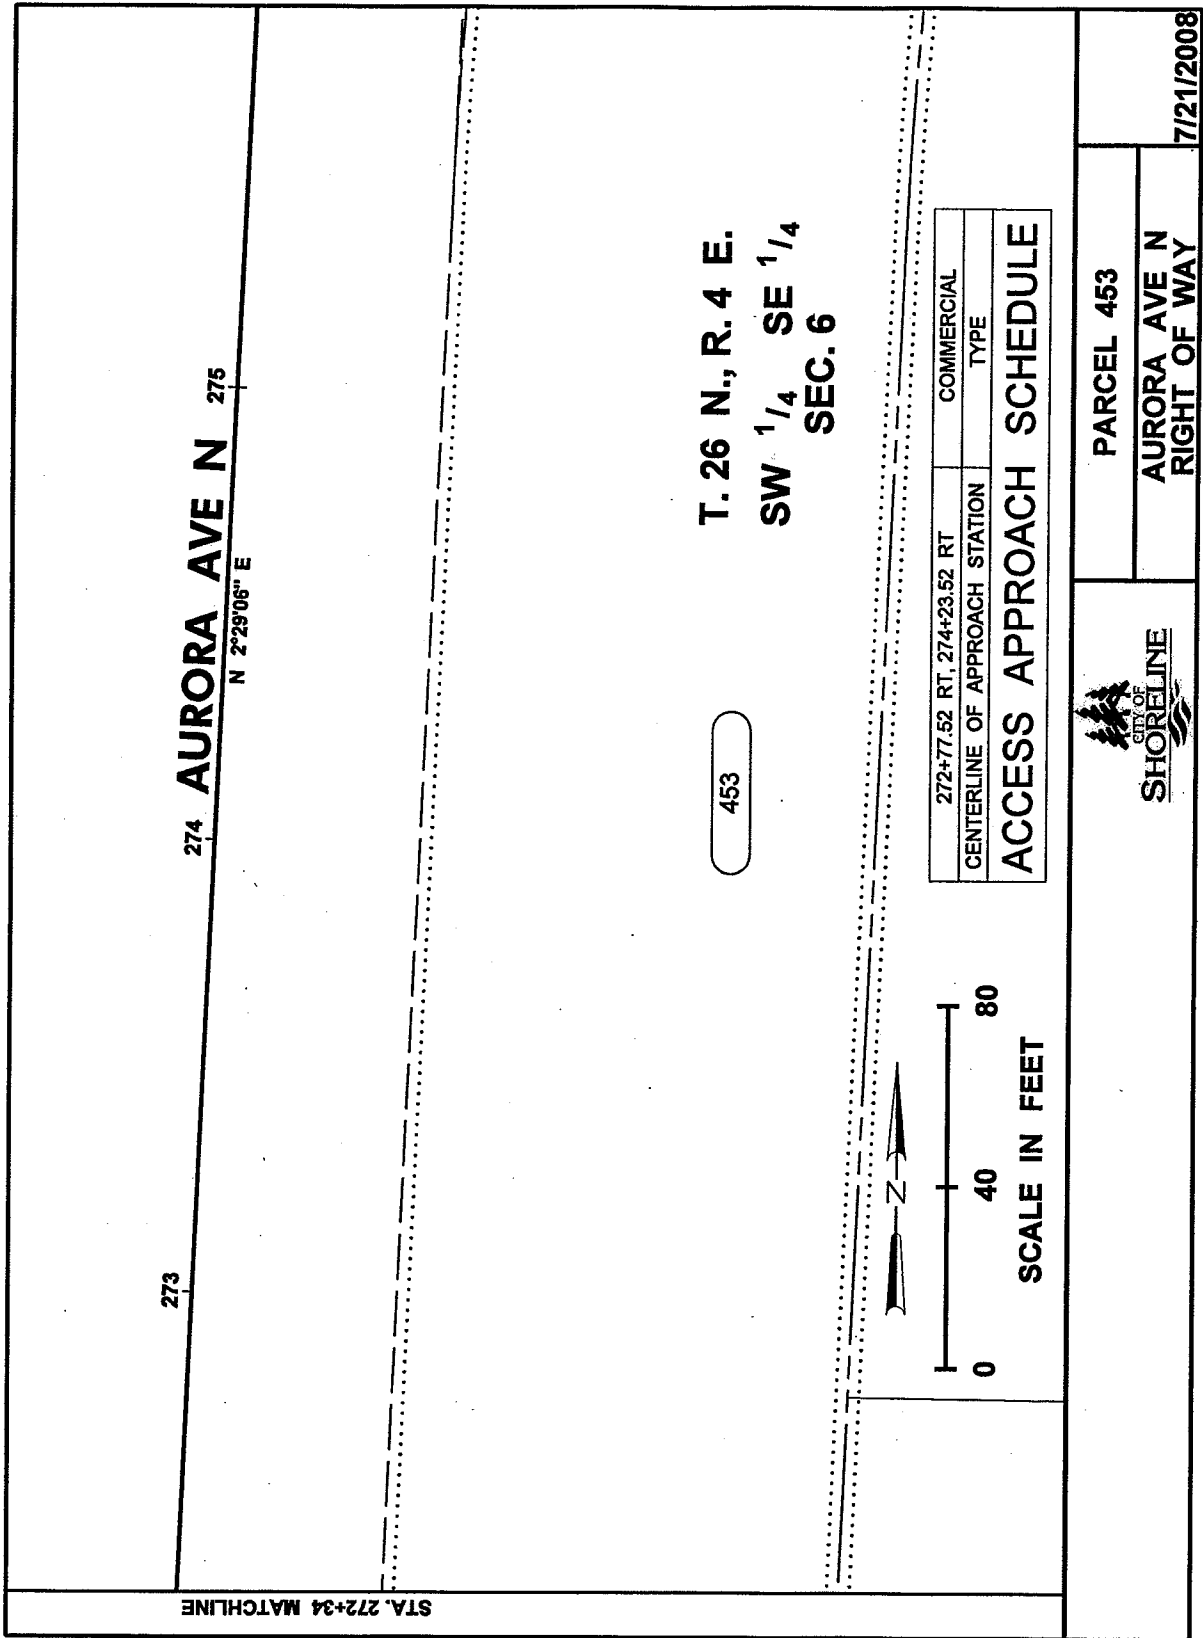 AURORA AVE N
N 2°29'06" E
273
274
275
STA. 272+34 MATCHLINE
453
T. 26 N., R. 4 E.
SW 1/4 SE 1/4
SEC. 6
272+77.52 RT, 274+23.52 RT COMMERCIAL
CENTERLINE OF APPROACH STATION TYPE
ACCESS APPROACH SCHEDULE
N
0 40 80
SCALE IN FEET
CITY OF
SHORELINE
PARCEL 453
AURORA AVE N
RIGHT OF WAY
7/21/2008